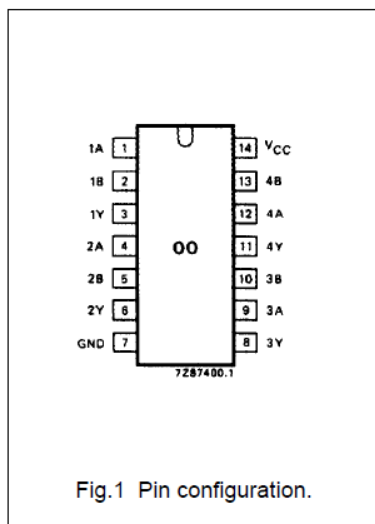 1A 1 14 VCC
1B 2 13 4B
1Y 3 12 4A
2A 4 00 11 4Y
2B 5 10 3B
2Y 6 9 3A
GND 7 8 3Y
7Z87400.1
Fig.1 Pin configuration.